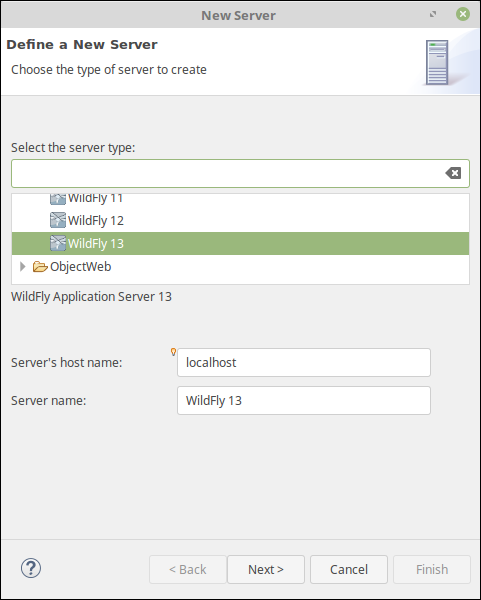 New Server
Define a New Server
Choose the type of server to create
Select the server type:
WildFly 11
WildFly 12
WildFly 13
ObjectWeb
WildFly Application Server 13
Server's host name: localhost
Server name: WildFly 13
? < Back Next > Cancel Finish